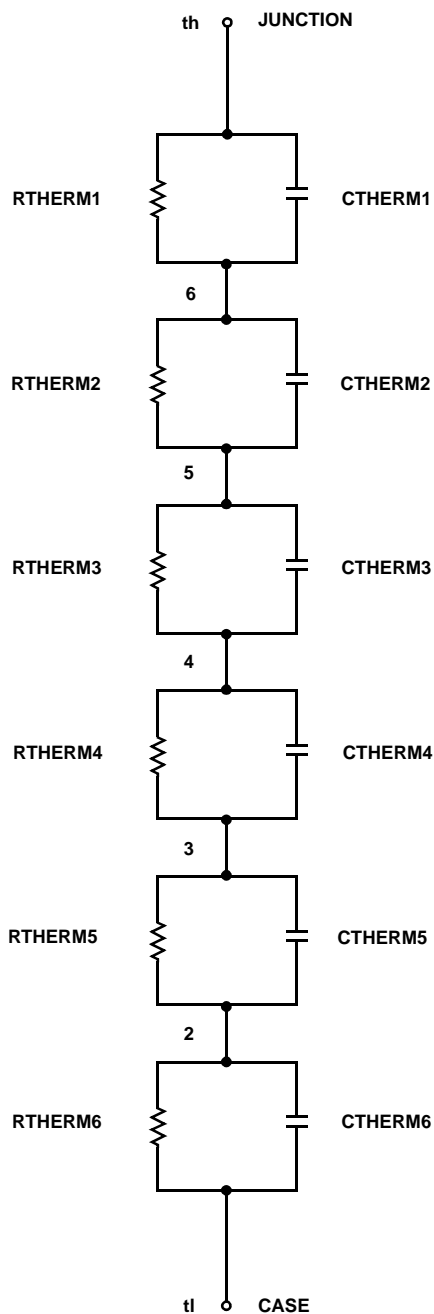 th JUNCTION
RTHERM1 CTHERM1
6
RTHERM2 CTHERM2
5
RTHERM3 CTHERM3
4
RTHERM4 CTHERM4
3
RTHERM5 CTHERM5
2
RTHERM6 CTHERM6
tl CASE